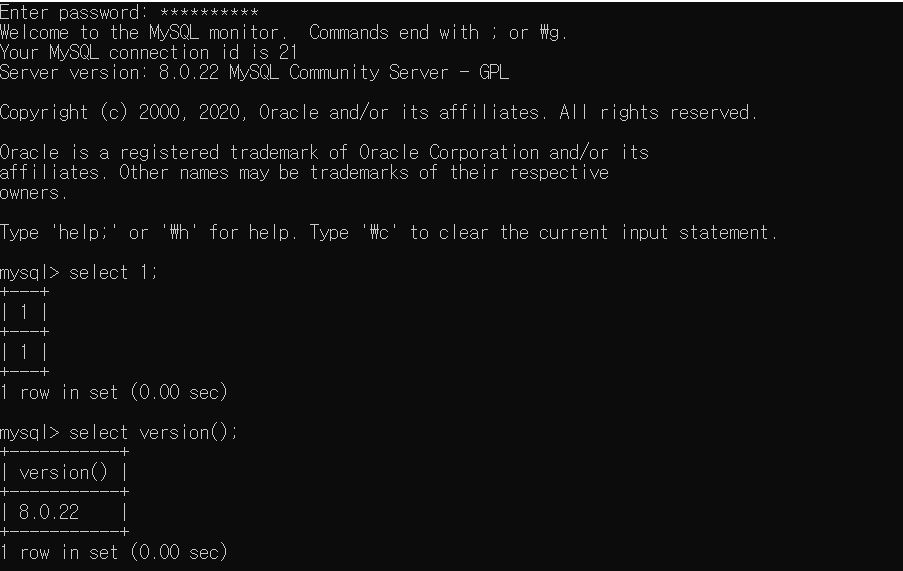 Enter password: **********
Welcome to the MySQL monitor.  Commands end with ; or ₩g.
Your MySQL connection id is 21
Server version: 8.0.22 MySQL Community Server - GPL
Copyright (c) 2000, 2020, Oracle and/or its affiliates. All rights reserved.
Oracle is a registered trademark of Oracle Corporation and/or its
affiliates. Other names may be trademarks of their respective
owners.
Type 'help;' or '₩h' for help. Type '₩c' to clear the current input statement.
mysql> select 1;
+---+
| 1 |
+---+
| 1 |
+---+
1 row in set (0.00 sec)
mysql> select version();
+-----------+
| version() |
+-----------+
| 8.0.22    |
+-----------+
1 row in set (0.00 sec)